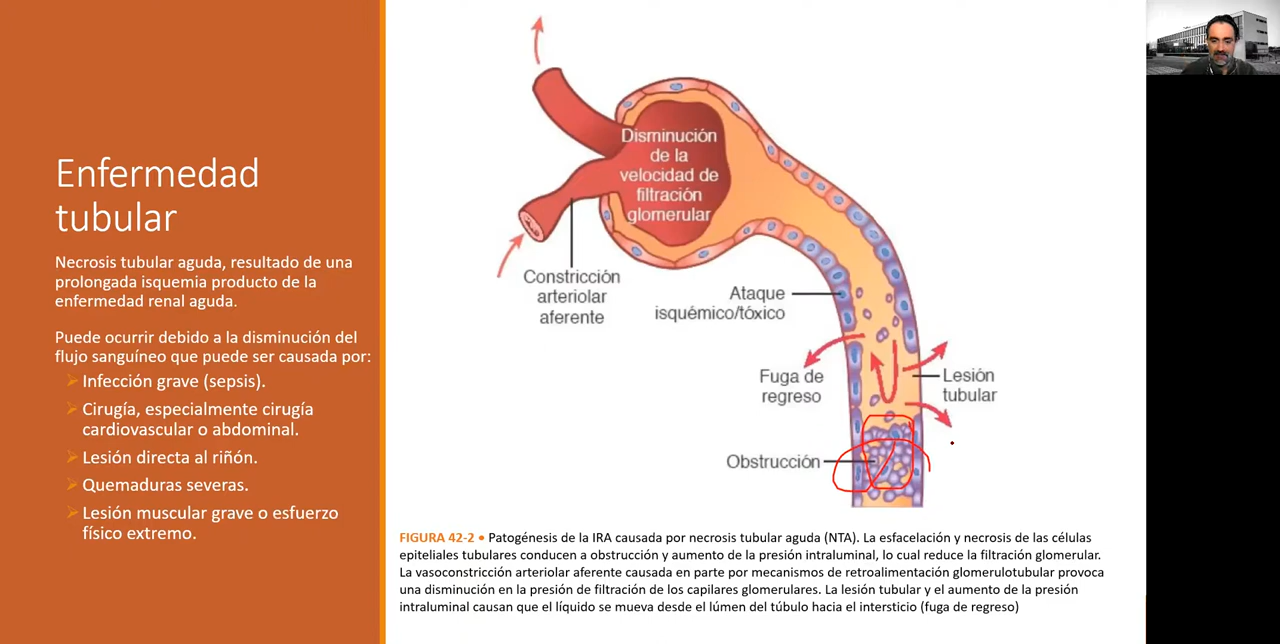 Enfermedad
tubular
Necrosis tubular aguda, resultado de una
prolongada isquemia producto de la
enfermedad renal aguda.
Puede ocurrir debido a la disminución del
flujo sanguíneo que puede ser causada por:
Infección grave (sepsis).
Cirugía, especialmente cirugía
cardiovascular o abdominal.
Lesión directa al riñón.
Quemaduras severas.
Lesión muscular grave o esfuerzo
físico extremo.
Disminución
de la
velocidad de
filtración
glomerular
Constricción
arteriolar
aferente
Ataque
isquémico/tóxico
Fuga de
regreso
Lesión
tubular
Obstrucción
FIGURA 42-2 • Patogénesis de la IRA causada por necrosis tubular aguda (NTA). La esfacelación y necrosis de las células
epiteliales tubulares conducen a obstrucción y aumento de la presión intraluminal, lo cual reduce la filtración glomerular.
La vasoconstricción arteriolar aferente causada en parte por mecanismos de retroalimentación glomerulotubular provoca
una disminución en la presión de filtración de los capilares glomerulares. La lesión tubular y el aumento de la presión
intraluminal causan que el líquido se mueva desde el lúmen del túbulo hacia el intersticio (fuga de regreso)